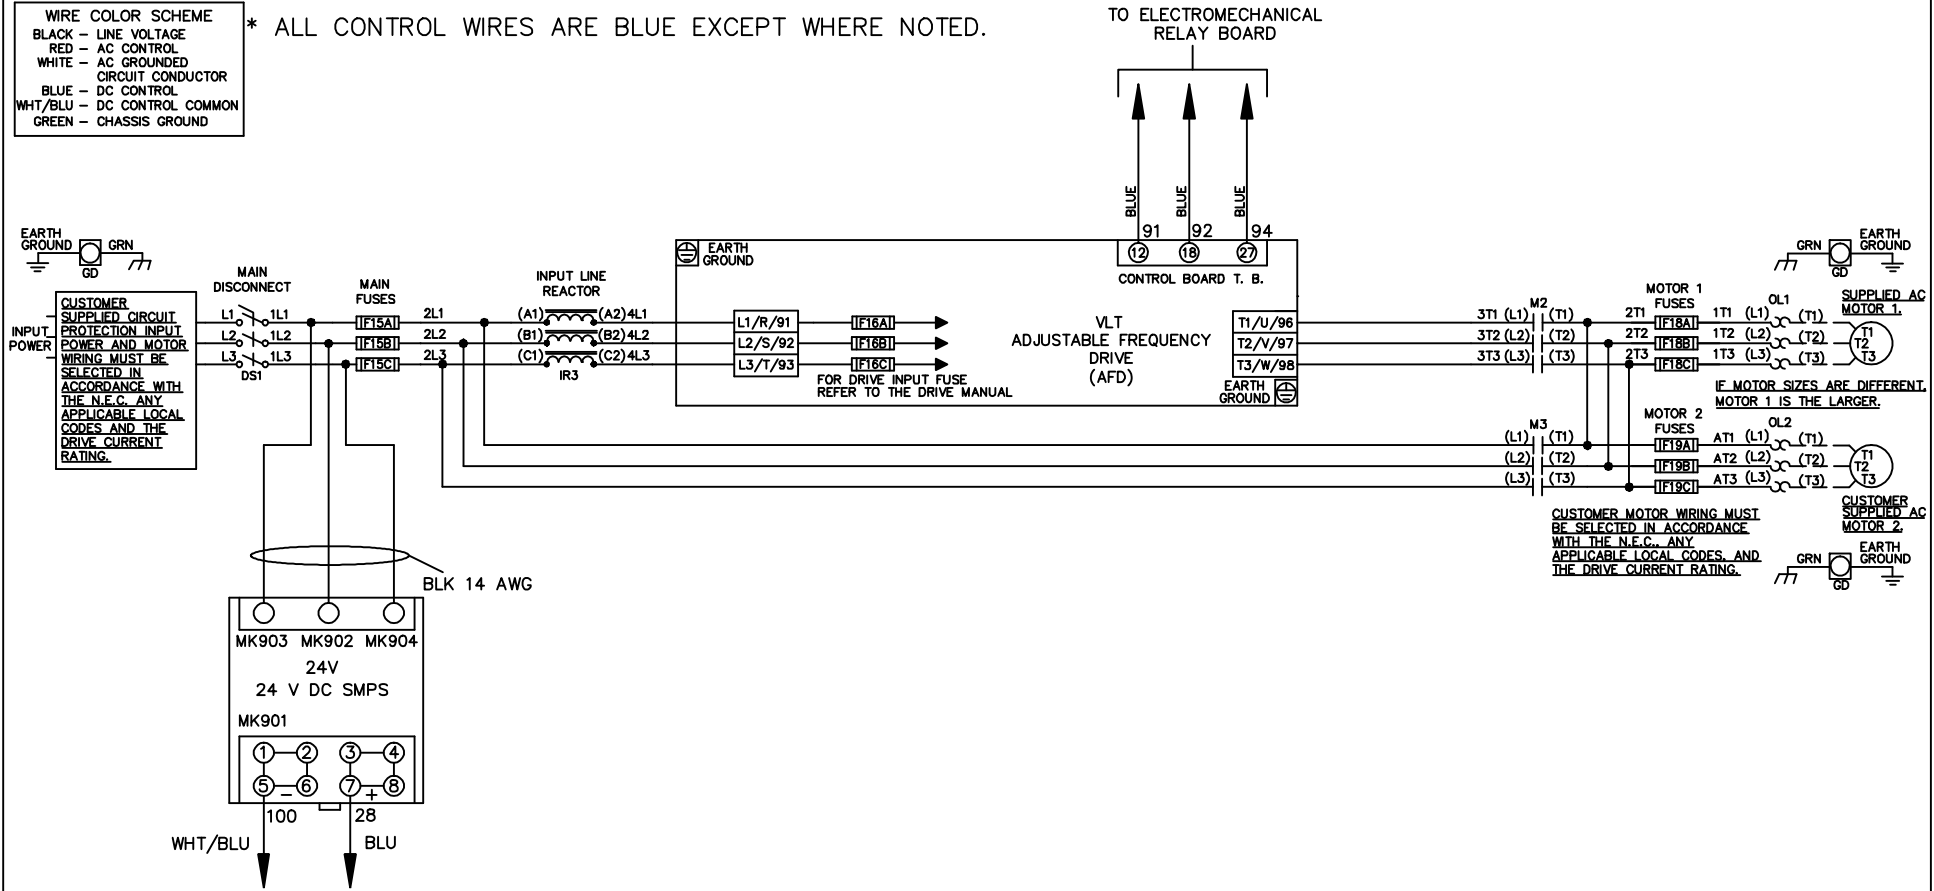 WIRE COLOR SCHEME
BLACK – LINE VOLTAGE
RED – AC CONTROL
WHITE – AC GROUNDED
CIRCUIT CONDUCTOR
BLUE – DC CONTROL
WHT/BLU – DC CONTROL COMMON
GREEN – CHASSIS GROUND
* ALL CONTROL WIRES ARE BLUE EXCEPT WHERE NOTED.
TO ELECTROMECHANICAL
RELAY BOARD
BLUE
BLUE
BLUE
91
92
94
12
18
27
CONTROL BOARD T. B.
EARTH
GROUND
GRN
GD
INPUT
POWER
CUSTOMER
SUPPLIED CIRCUIT
PROTECTION INPUT
POWER AND MOTOR
WIRING MUST BE
SELECTED IN
ACCORDANCE WITH
THE N.E.C. ANY
APPLICABLE LOCAL
CODES AND THE
DRIVE CURRENT
RATING.
MAIN
DISCONNECT
L1 1L1
L2 1L2
L3 1L3
DS1
MAIN
FUSES
F15A
F15B
F15C
2L1
2L2
2L3
INPUT LINE
REACTOR
(A1) (A2) 4L1
(B1) (B2) 4L2
(C1) (C2) 4L3
IR3
EARTH
GROUND
L1/R/91
L2/S/92
L3/T/93
F16A
F16B
F16C
FOR DRIVE INPUT FUSE
REFER TO THE DRIVE MANUAL
VLT
ADJUSTABLE FREQUENCY
DRIVE
(AFD)
T1/U/96
T2/V/97
T3/W/98
EARTH
GROUND
M2
3T1 (L1) (T1)
3T2 (L2) (T2)
3T3 (L3) (T3)
2T1
2T2
2T3
MOTOR 1
FUSES
F18A
F18B
F18C
OL1
1T1 (L1) (T1)
1T2 (L2) (T2)
1T3 (L3) (T3)
GRN
EARTH
GROUND
GD
SUPPLIED AC
MOTOR 1.
T1
T2
T3
IF MOTOR SIZES ARE DIFFERENT,
MOTOR 1 IS THE LARGER.
M3
(L1) (T1)
(L2) (T2)
(L3) (T3)
MOTOR 2
FUSES
F19A
F19B
F19C
OL2
AT1 (L1) (T1)
AT2 (L2) (T2)
AT3 (L3) (T3)
T1
T2
T3
CUSTOMER
SUPPLIED AC
MOTOR 2.
CUSTOMER MOTOR WIRING MUST
BE SELECTED IN ACCORDANCE
WITH THE N.E.C., ANY
APPLICABLE LOCAL CODES, AND
THE DRIVE CURRENT RATING.
GRN
EARTH
GROUND
GD
BLK 14 AWG
MK903 MK902 MK904
24V
24 V DC SMPS
MK901
1 2 3 4
5 6 7 8
– +
100
28
WHT/BLU
BLU